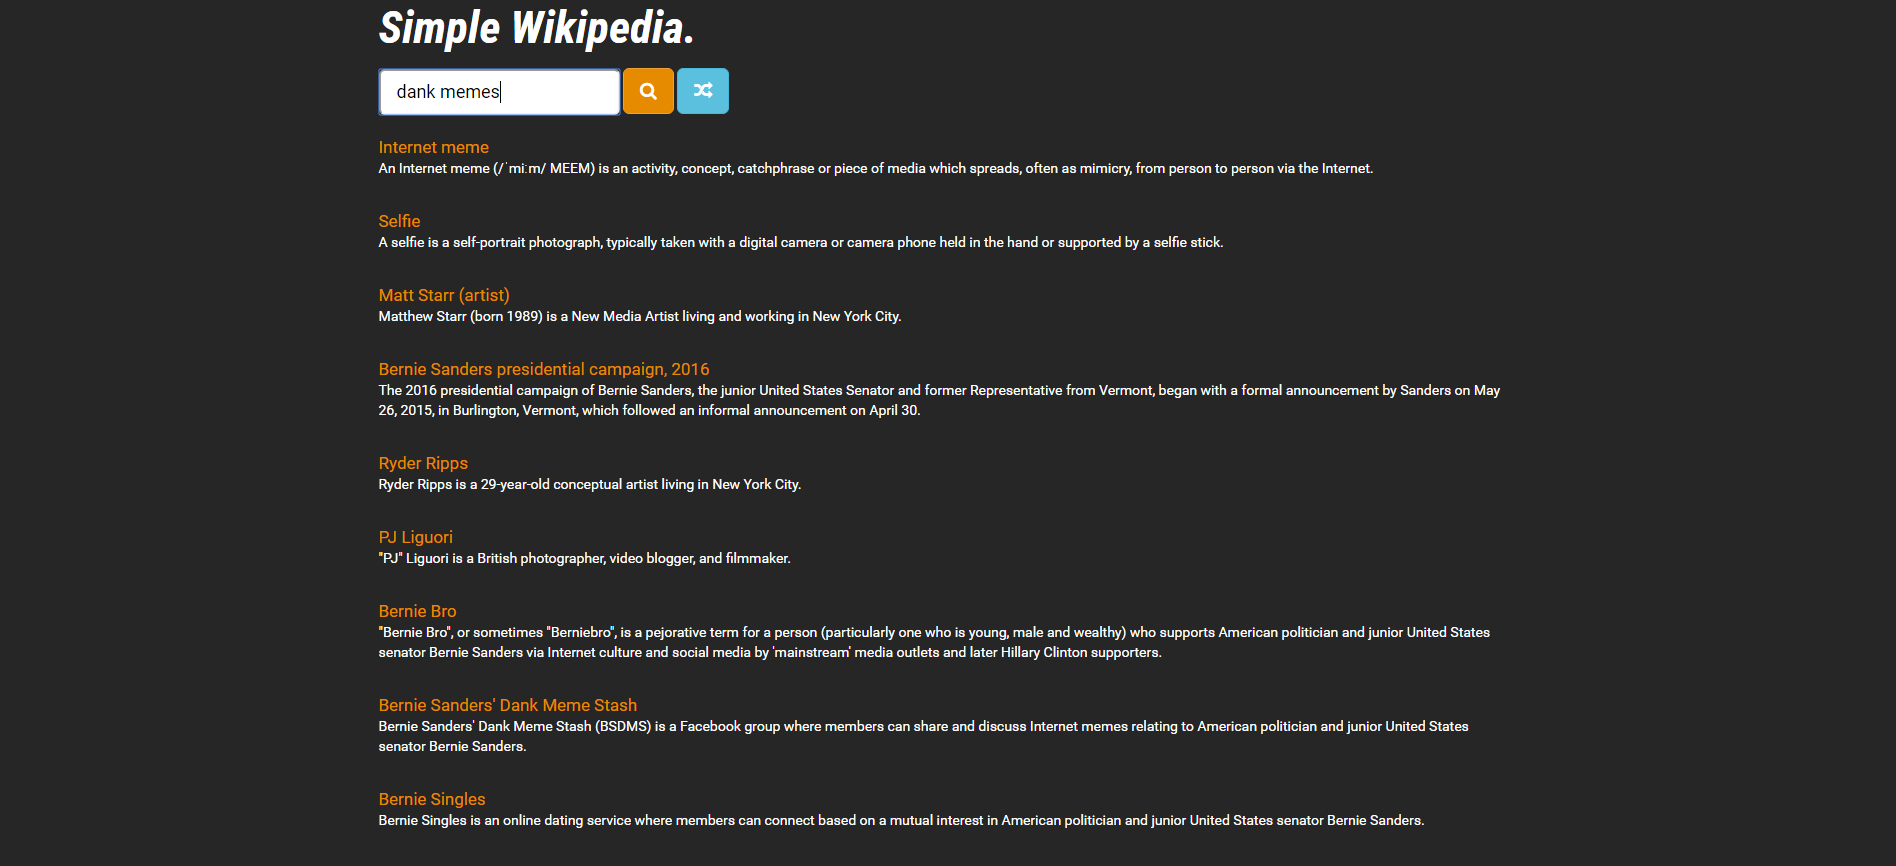 Simple Wikipedia.
dank memes
Internet meme
An Internet meme (/ˈmiːm/ MEEM) is an activity, concept, catchphrase or piece of media which spreads, often as mimicry, from person to person via the Internet.
Selfie
A selfie is a self-portrait photograph, typically taken with a digital camera or camera phone held in the hand or supported by a selfie stick.
Matt Starr (artist)
Matthew Starr (born 1989) is a New Media Artist living and working in New York City.
Bernie Sanders presidential campaign, 2016
The 2016 presidential campaign of Bernie Sanders, the junior United States Senator and former Representative from Vermont, began with a formal announcement by Sanders on May
26, 2015, in Burlington, Vermont, which followed an informal announcement on April 30.
Ryder Ripps
Ryder Ripps is a 29-year-old conceptual artist living in New York City.
PJ Liguori
"PJ" Liguori is a British photographer, video blogger, and filmmaker.
Bernie Bro
"Bernie Bro", or sometimes "Berniebro", is a pejorative term for a person (particularly one who is young, male and wealthy) who supports American politician and junior United States
senator Bernie Sanders via Internet culture and social media by 'mainstream' media outlets and later Hillary Clinton supporters.
Bernie Sanders' Dank Meme Stash
Bernie Sanders' Dank Meme Stash (BSDMS) is a Facebook group where members can share and discuss Internet memes relating to American politician and junior United States
senator Bernie Sanders.
Bernie Singles
Bernie Singles is an online dating service where members can connect based on a mutual interest in American politician and junior United States senator Bernie Sanders.